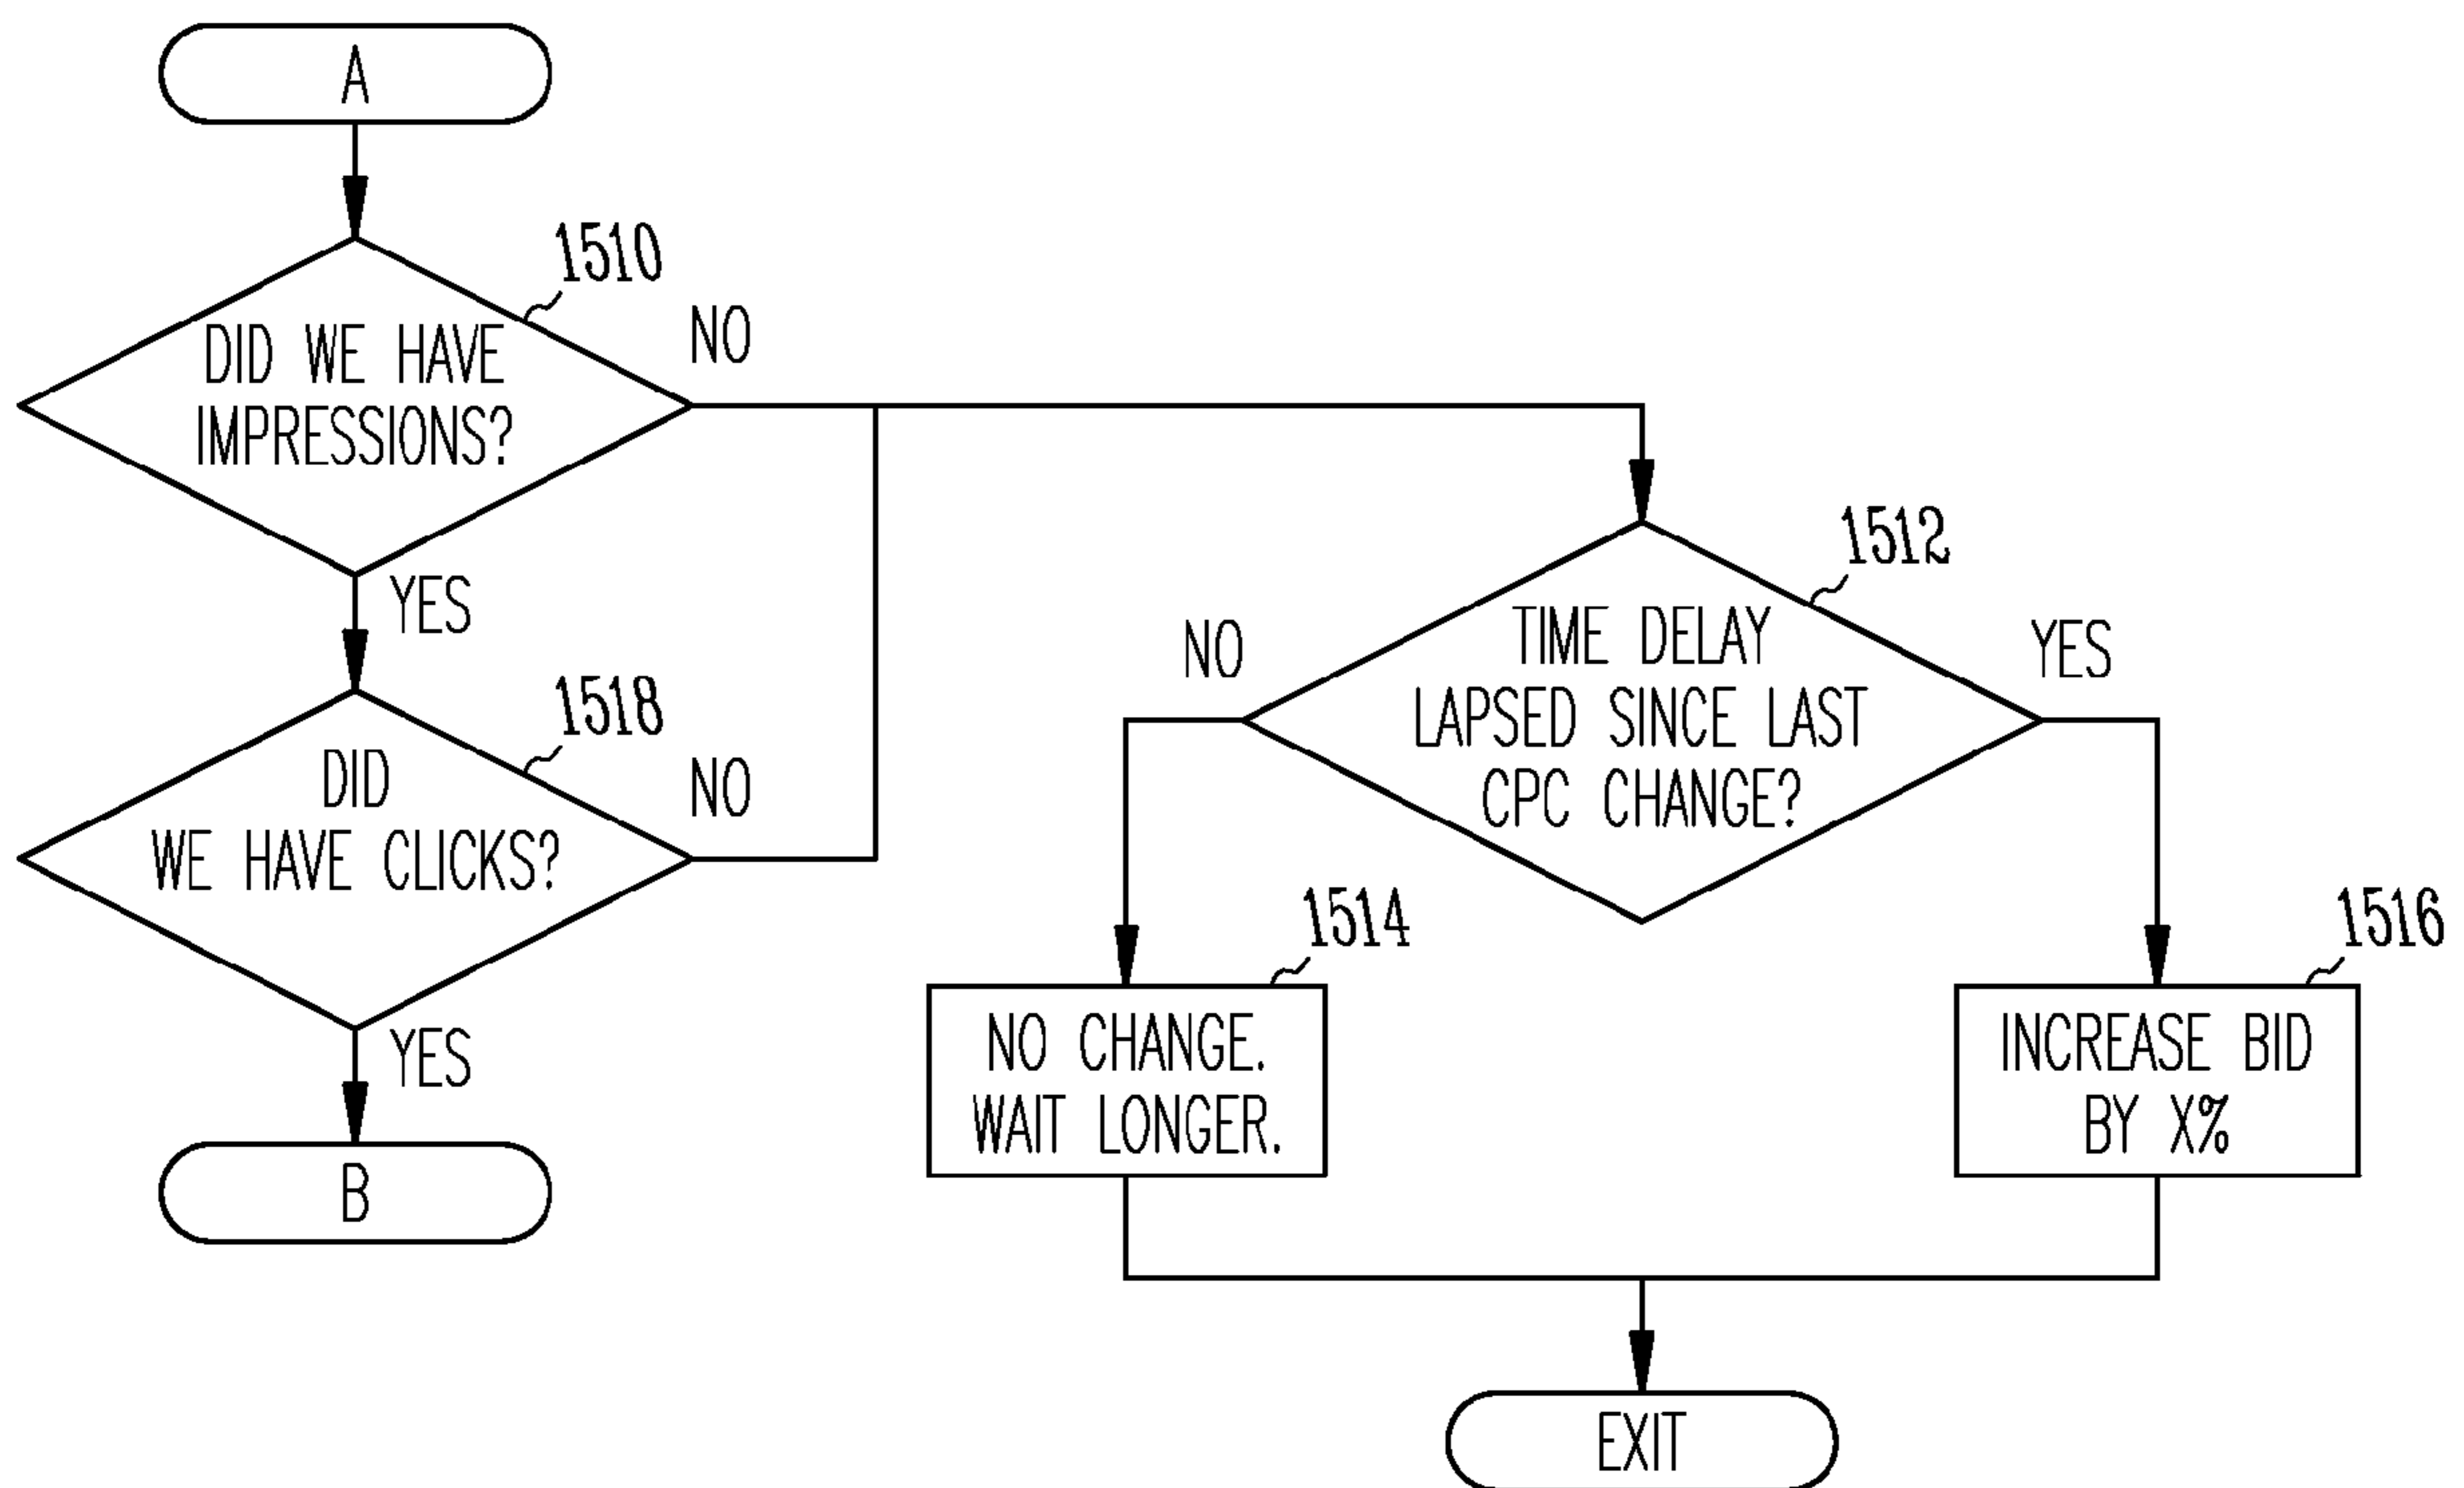 A
1510
NO
DID WE HAVE
IMPRESSIONS?
YES
1518
NO
DID
WE HAVE CLICKS?
YES
B
1512
NO
YES
TIME DELAY
LAPSED SINCE LAST
CPC CHANGE?
1514
NO CHANGE.
WAIT LONGER.
1516
INCREASE BID
BY X%
EXIT